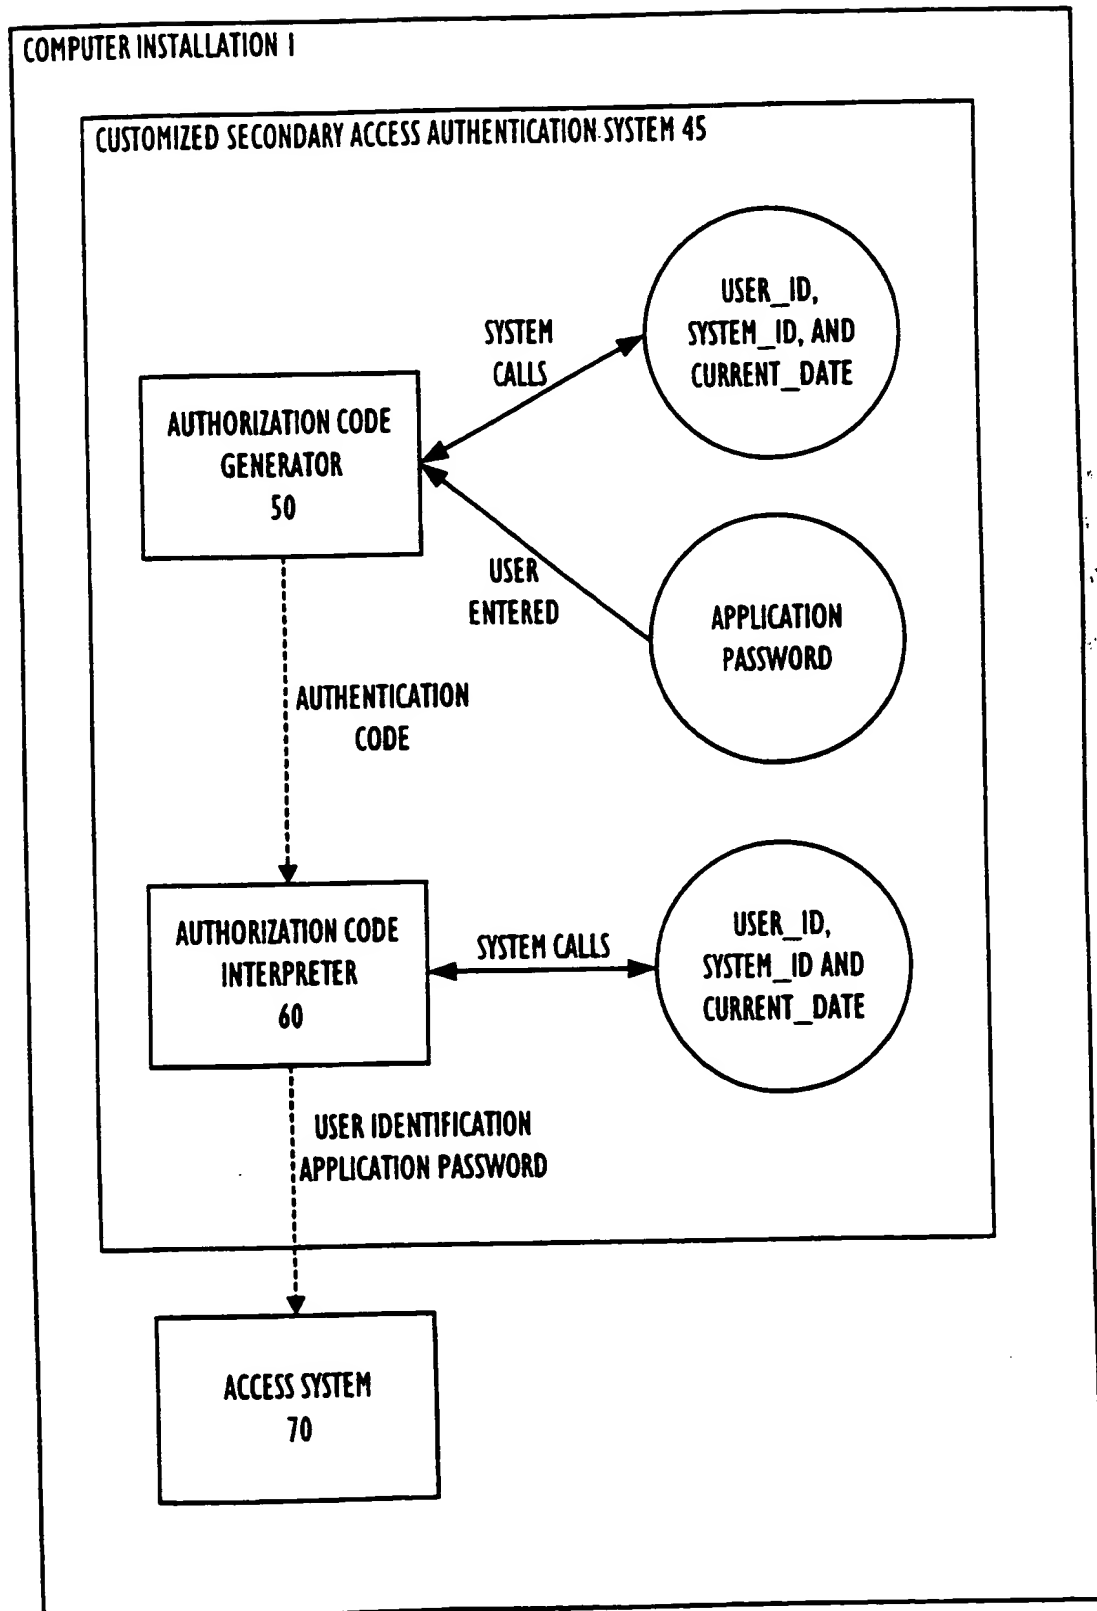 COMPUTER INSTALLATION 1
CUSTOMIZED SECONDARY ACCESS AUTHENTICATION SYSTEM 45
USER_ID,
SYSTEM_ID, AND
CURRENT_DATE
SYSTEM
CALLS
AUTHORIZATION CODE
GENERATOR
50
USER
ENTERED
APPLICATION
PASSWORD
AUTHENTICATION
CODE
AUTHORIZATION CODE
INTERPRETER
60
SYSTEM CALLS
USER_ID,
SYSTEM_ID AND
CURRENT_DATE
USER IDENTIFICATION
APPLICATION PASSWORD
ACCESS SYSTEM
70